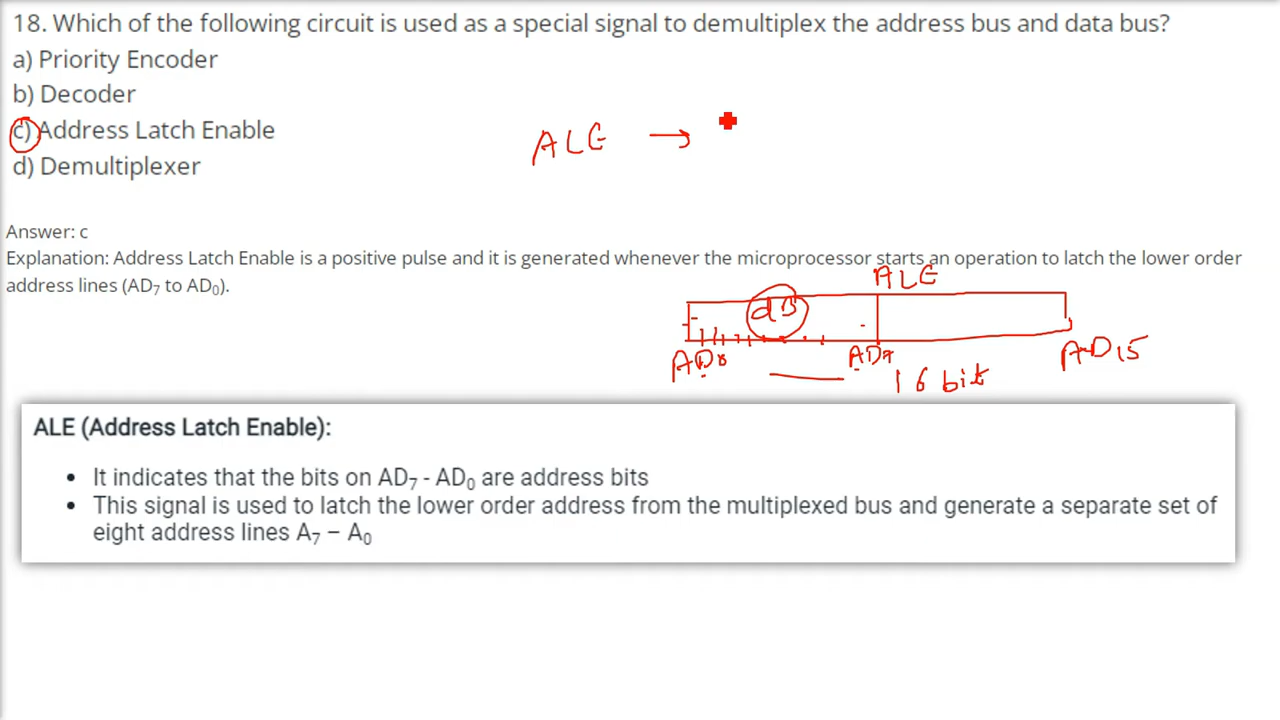 18. Which of the following circuit is used as a special signal to demultiplex the address bus and data bus?
a) Priority Encoder
b) Decoder
c) Address Latch Enable
d) Demultiplexer
ALE →
Answer: c
Explanation: Address Latch Enable is a positive pulse and it is generated whenever the microprocessor starts an operation to latch the lower order
address lines (AD7 to AD0).
ALE
dB
AD0
AD7
AD15
16 bit
ALE (Address Latch Enable):
• It indicates that the bits on AD7 - AD0 are address bits
• This signal is used to latch the lower order address from the multiplexed bus and generate a separate set of
eight address lines A7 – A0